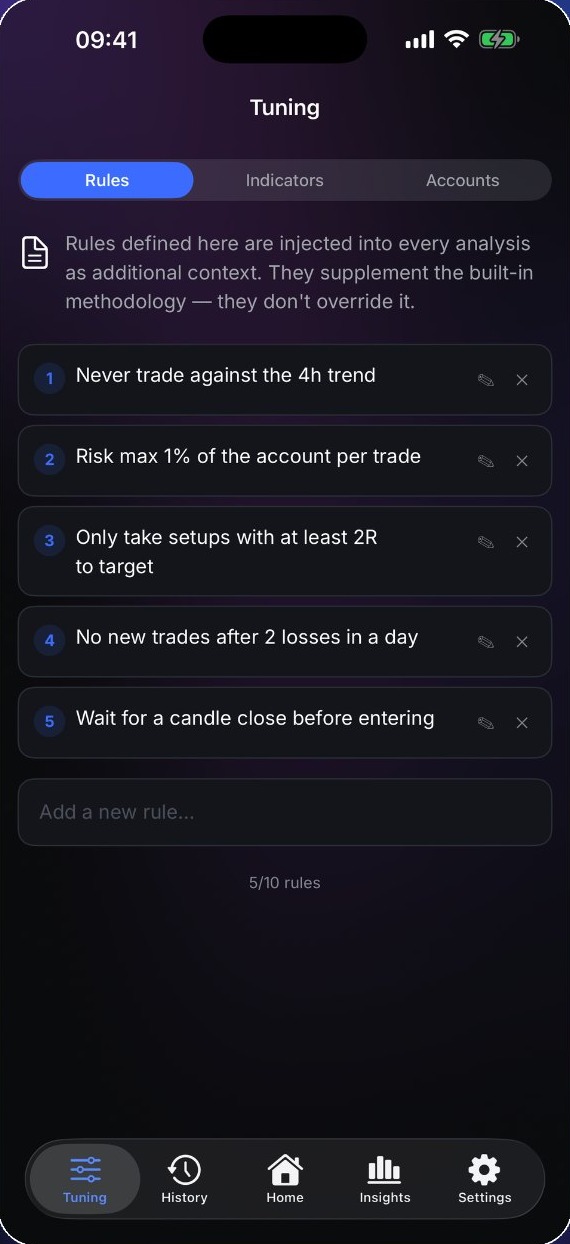 09:41
Tuning
Rules
Indicators
Accounts
Rules defined here are injected into every analysis
as additional context. They supplement the built-in
methodology — they don't override it.
1 Never trade against the 4h trend
2 Risk max 1% of the account per trade
3 Only take setups with at least 2R
to target
4 No new trades after 2 losses in a day
5 Wait for a candle close before entering
Add a new rule...
5/10 rules
Tuning
History
Home
Insights
Settings